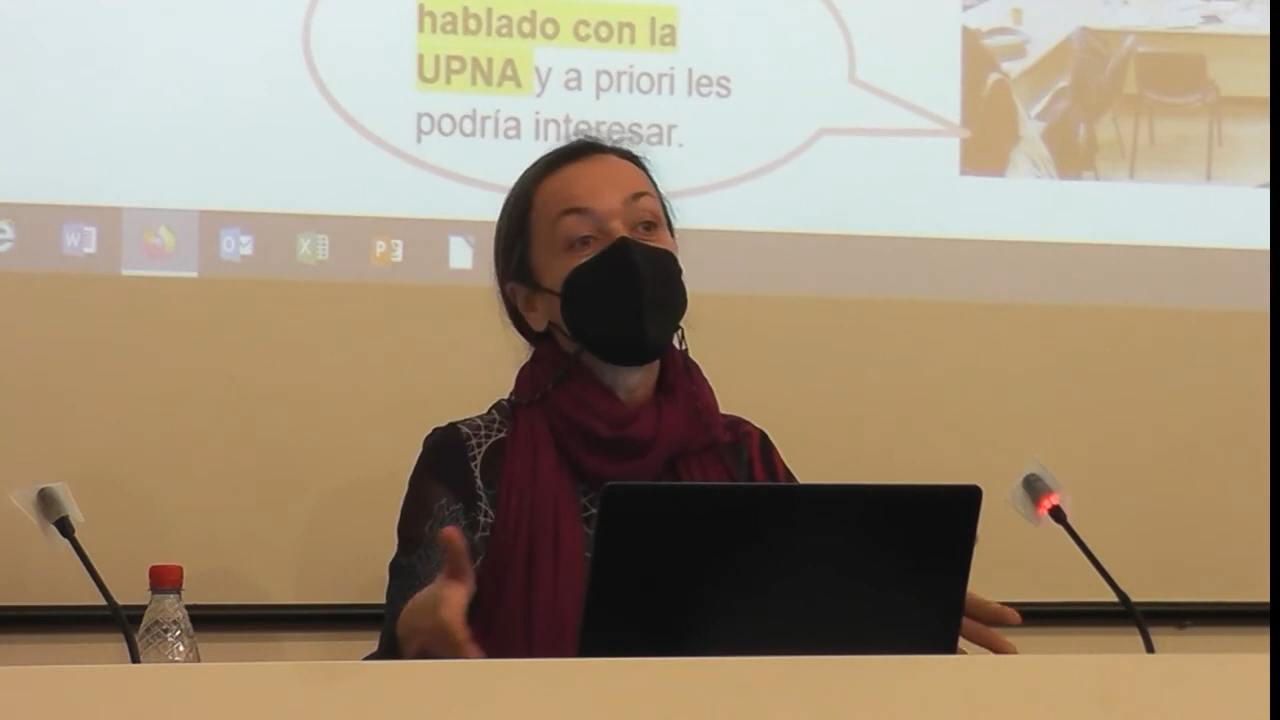 hablado con la
UPNA y a priori les
podría interesar.